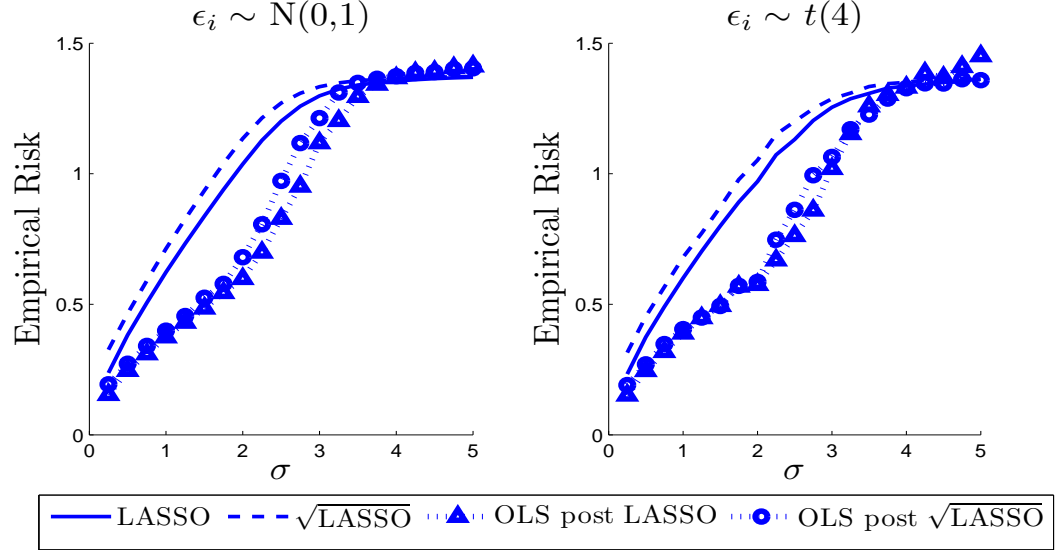 ϵᵢ ∼ N(0,1)
Empirical Risk
1.5
1
0.5
0
0 1 2 3 4 5
σ
ϵᵢ ∼ t(4)
Empirical Risk
1.5
1
0.5
0
0 1 2 3 4 5
σ
LASSO √LASSO OLS post LASSO OLS post √LASSO